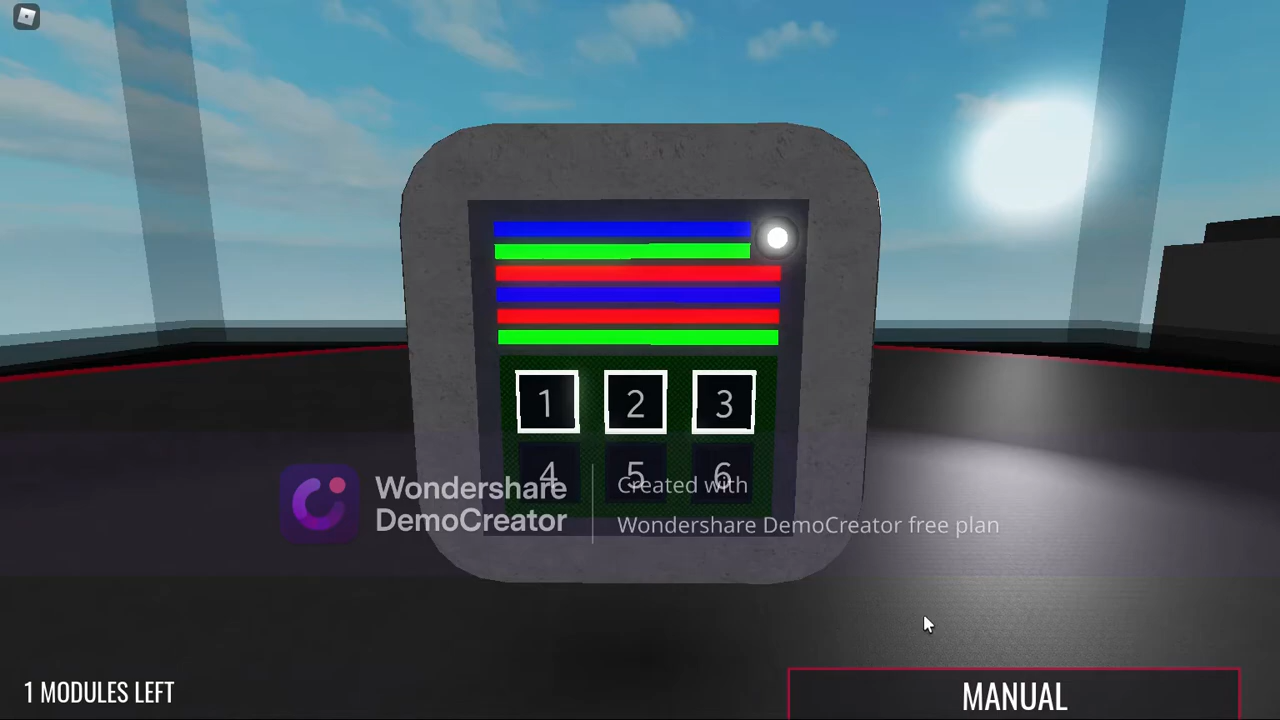 1 2 3
4 5 6
Wondershare
DemoCreator
Created with
Wondershare DemoCreator free plan
1 MODULES LEFT
MANUAL